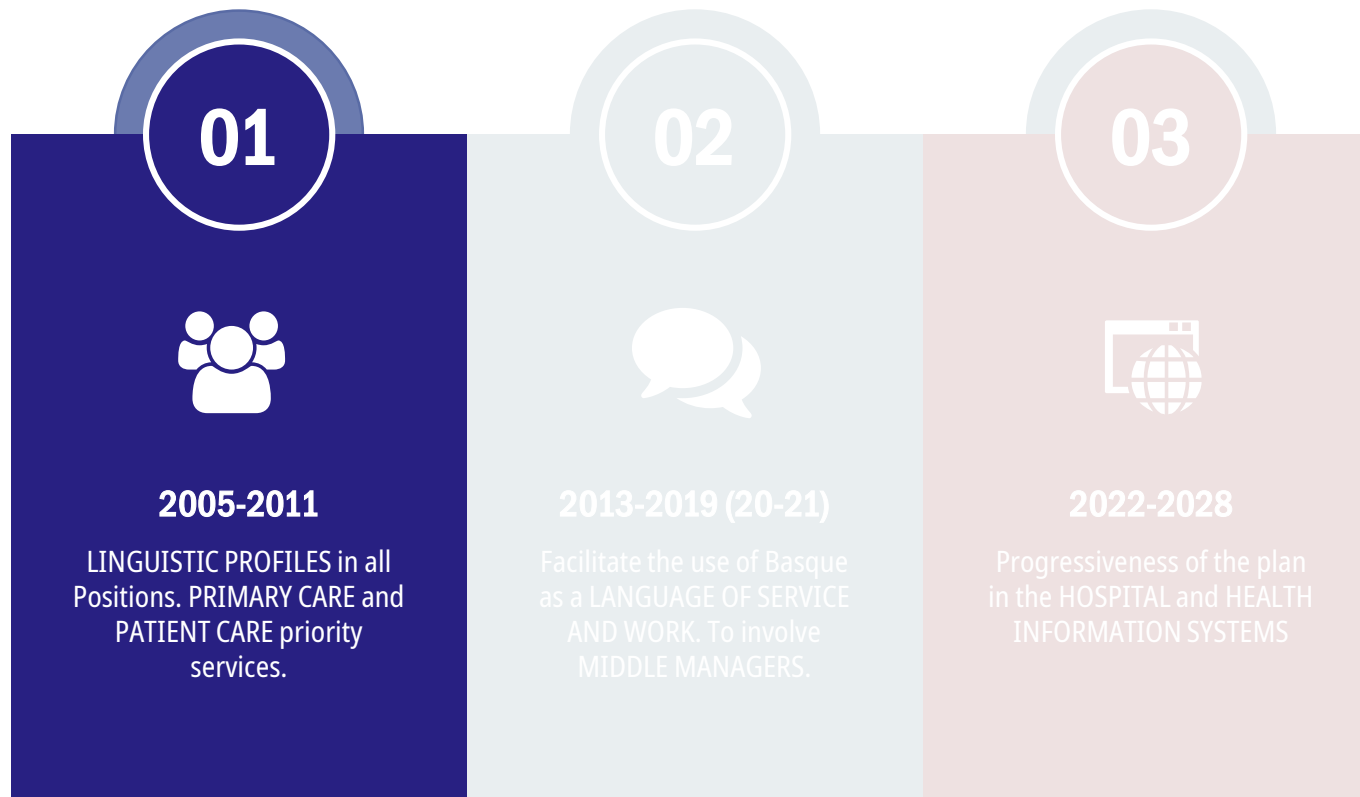 01
2005-2011
LINGUISTIC PROFILES in all
Positions. PRIMARY CARE and
PATIENT CARE priority
services.
02
2013-2019 (20-21)
Facilitate the use of Basque
as a LANGUAGE OF SERVICE
AND WORK. To involve
MIDDLE MANAGERS.
03
2022-2028
Progressiveness of the plan
in the HOSPITAL and HEALTH
INFORMATION SYSTEMS